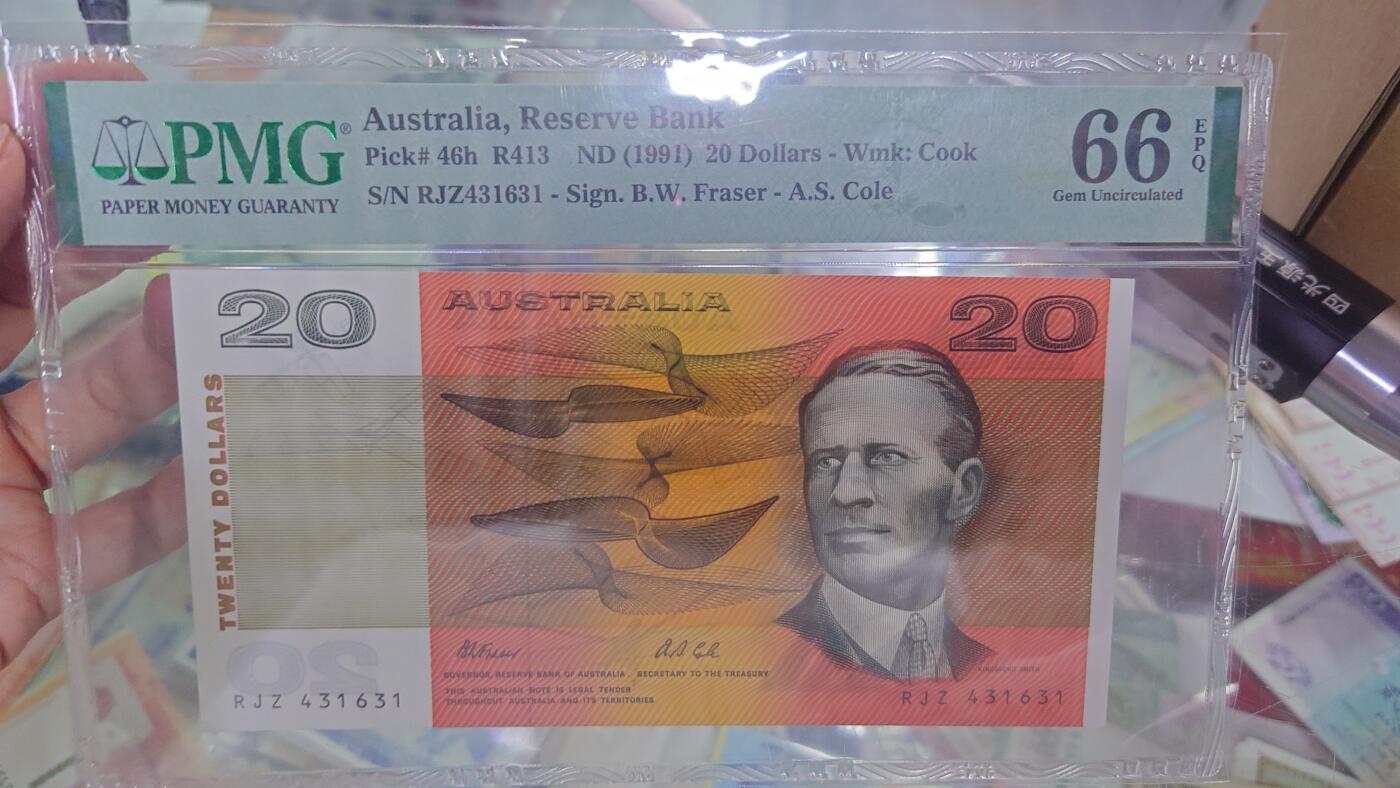 PMG®
PAPER MONEY GUARANTY
Australia, Reserve Bank
Pick# 46h R413 ND (1991) 20 Dollars - Wmk: Cook
S/N RJZ431631 - Sign. B.W. Fraser - A.S. Cole
66
EPQ
Gem Uncirculated
20
AUSTRALIA
20
TWENTY DOLLARS
GOVERNOR, RESERVE BANK OF AUSTRALIA. SECRETARY TO THE TREASURY
THIS AUSTRALIAN NOTE IS LEGAL TENDER
THROUGHOUT AUSTRALIA AND ITS TERRITORIES
KINGSFORD SMITH
RJZ 431631
RJZ 431631